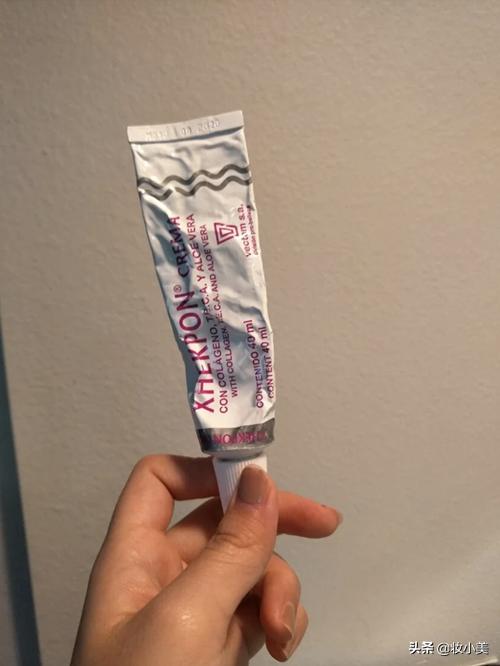 XHEKPON® CREMA
CON COLÁGENO, T.E.C.A. Y ALOE VERA
WITH COLLAGEN, T.E.C.A. AND ALOE VERA
CONTENIDO 40 ml
CONTENT 40 ml
vectem s.a.
XHEKPON
头条 @妆小美